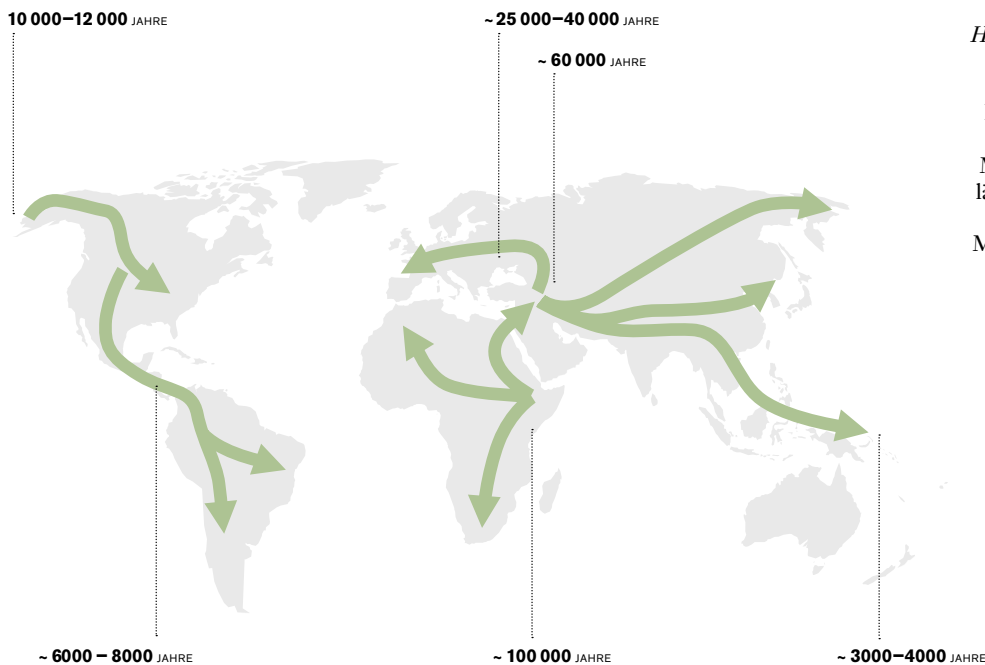 10 000–12 000 JAHRE
~ 25 000–40 000 JAHRE
~ 60 000 JAHRE
H
lä
M
~ 6000 – 8000 JAHRE
~ 100 000 JAHRE
~ 3000–4000 JAHRE